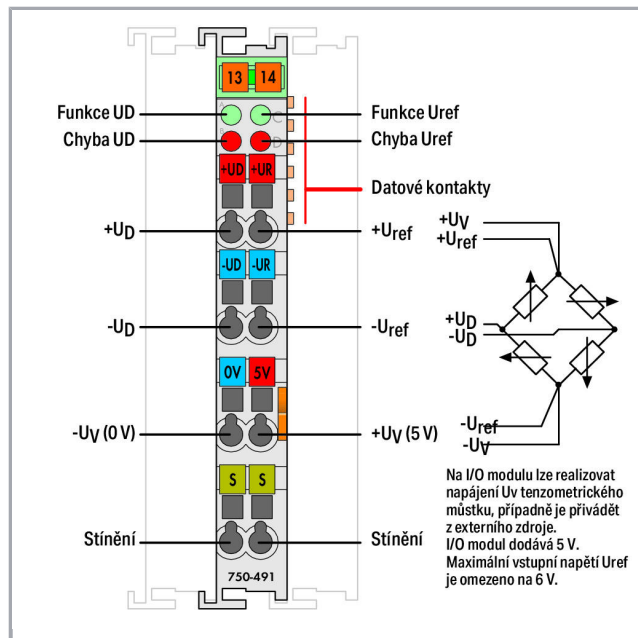 13 14
A C
Funkce UD
Funkce Uref
B D
Chyba UD
Chyba Uref
+UD +UR
Datové kontakty
+UD
+Uref
-UD -UR
-UD
-Uref
0V 5V
-UV (0 V)
+UV (5 V)
S S
Stínění
Stínění
750-491
+UV
+Uref
+UD
-UD
-Uref
-UV
Na I/O modulu lze realizovat
napájení Uv tenzometrického
můstku, případně je přivádět
z externího zdroje.
I/O modul dodává 5 V.
Maximální vstupní napětí Uref
je omezeno na 6 V.